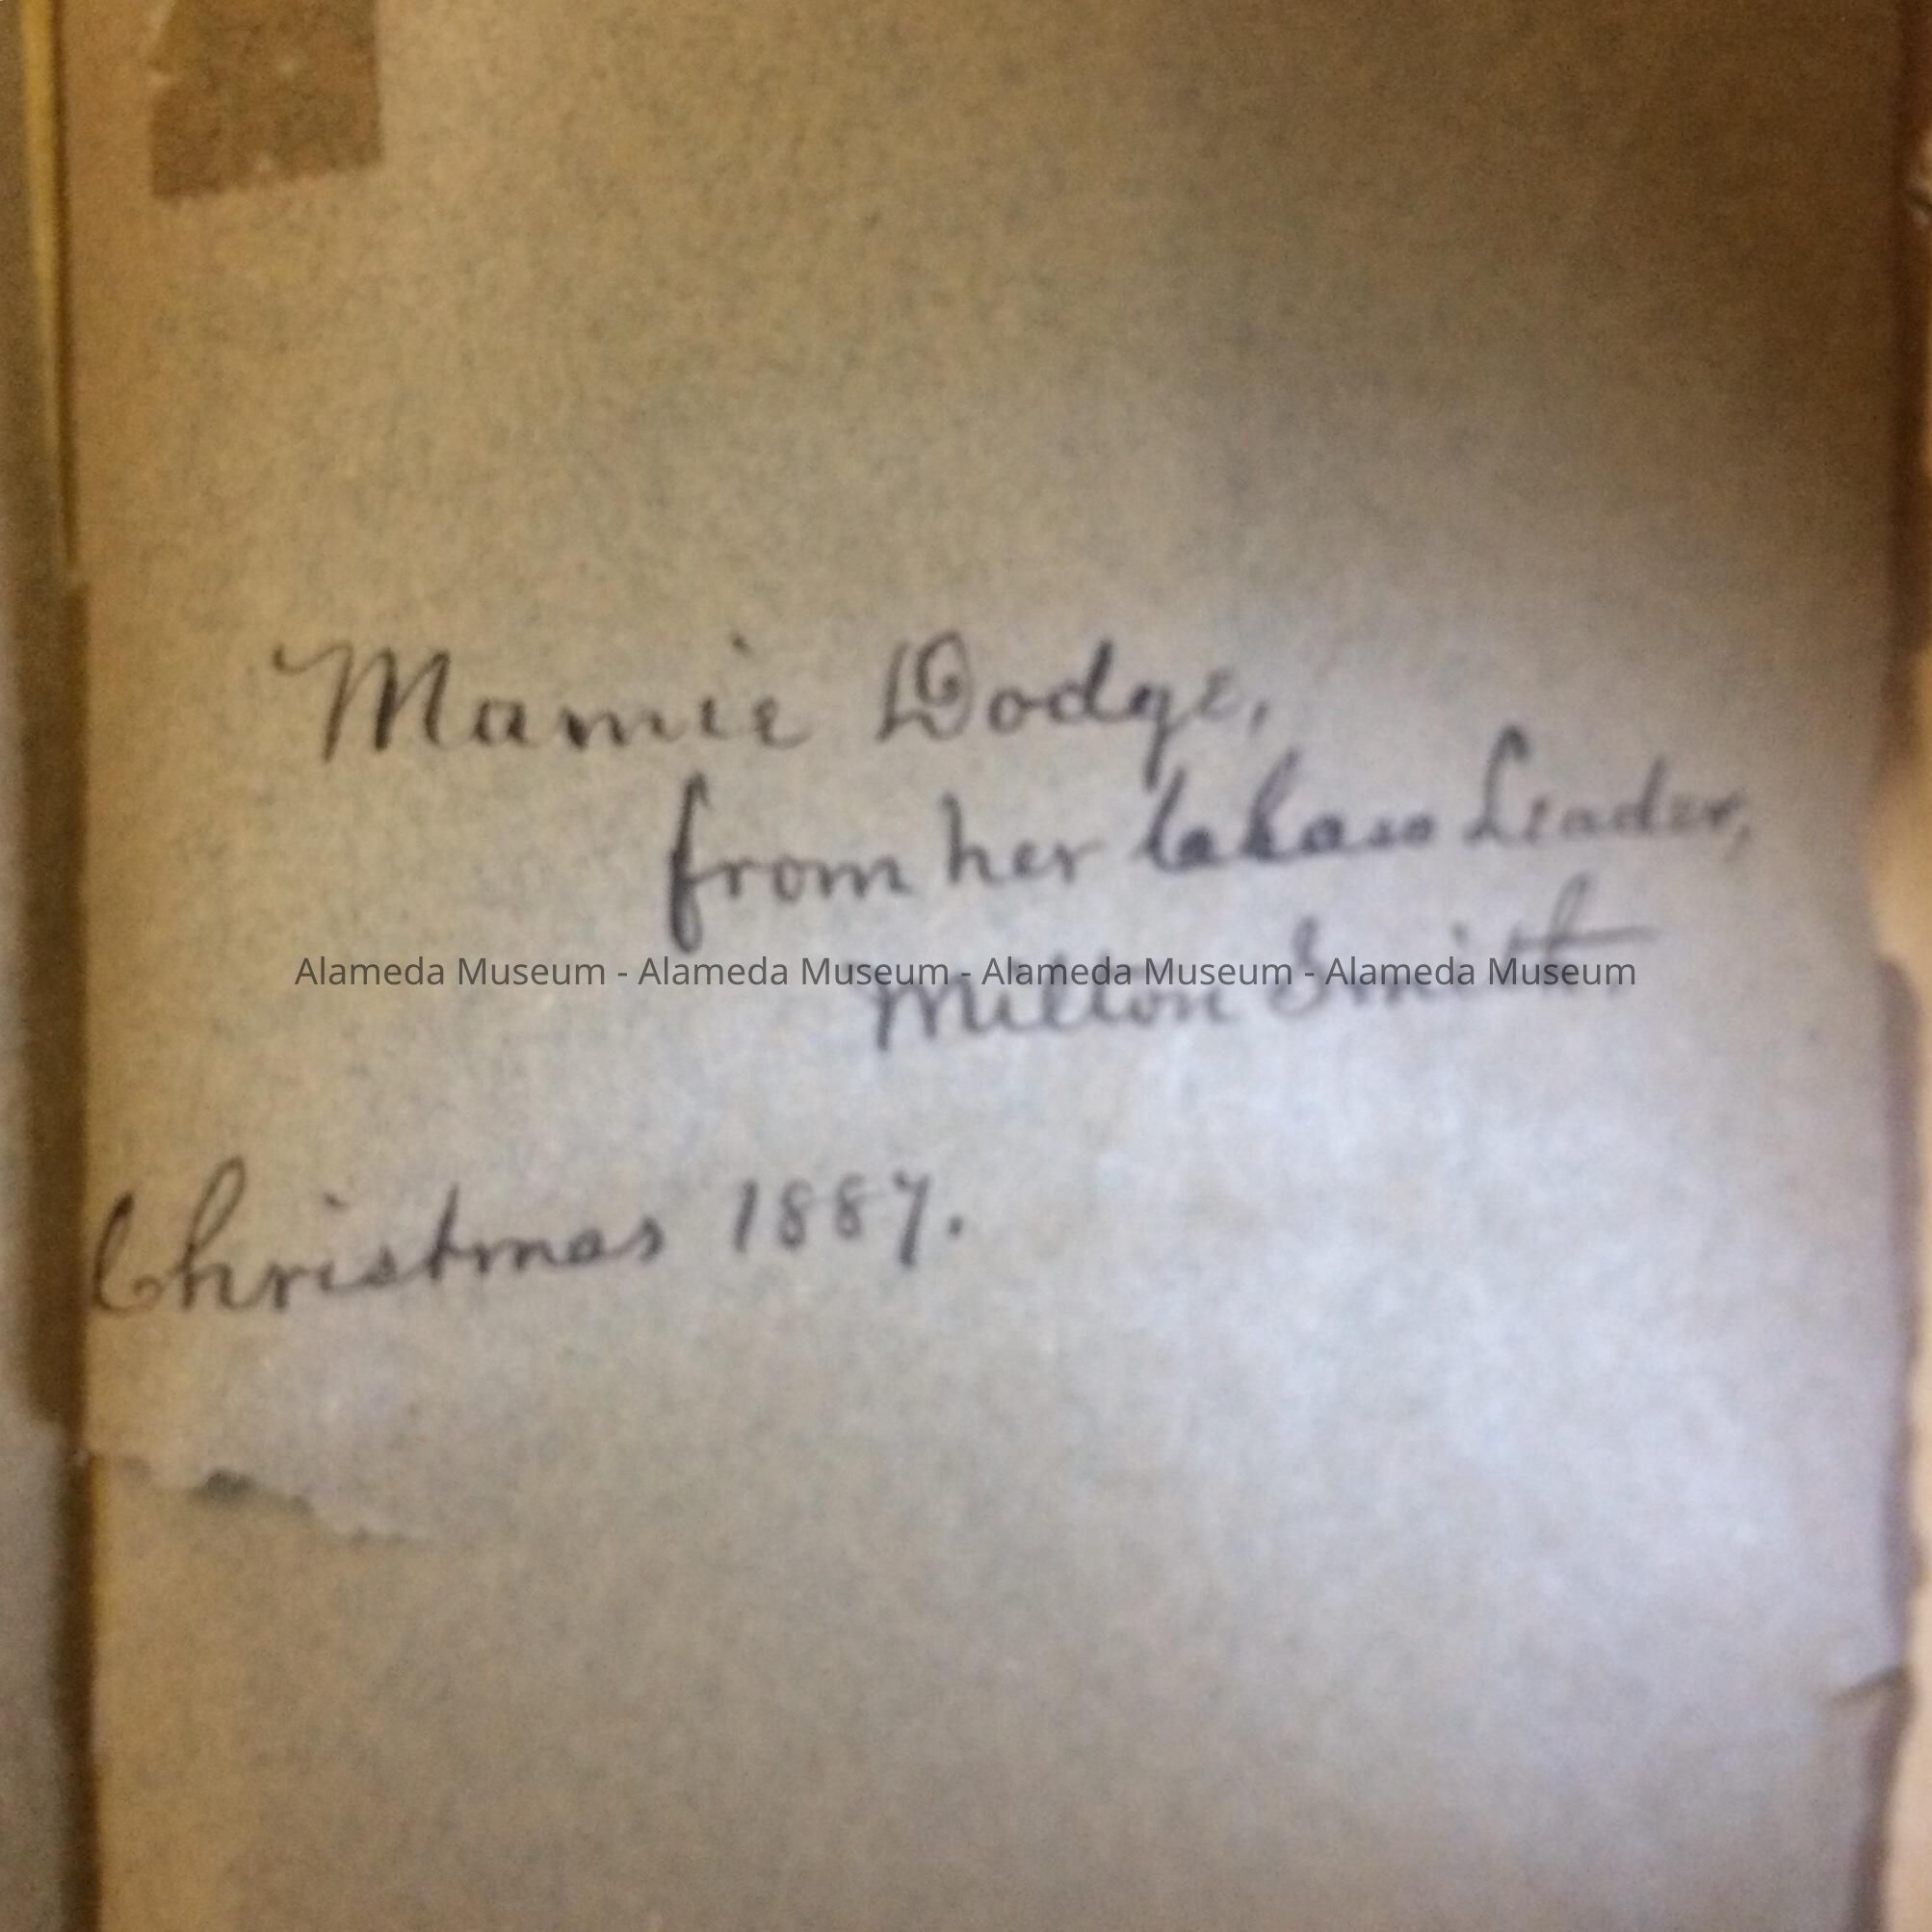 Mamie Dodge,
from her Class Leader,
Alameda Museum - Alameda Museum - Alameda Museum - Alameda Museum
Milton Smith
Christmas 1887.